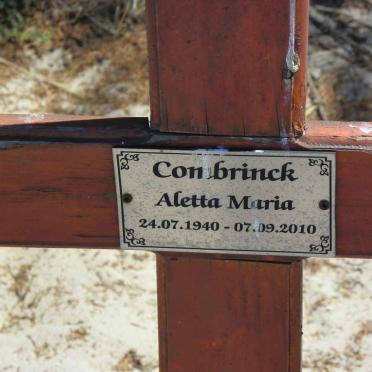 Combrinck
Aletta Maria
24.07.1940 - 07.09.2010